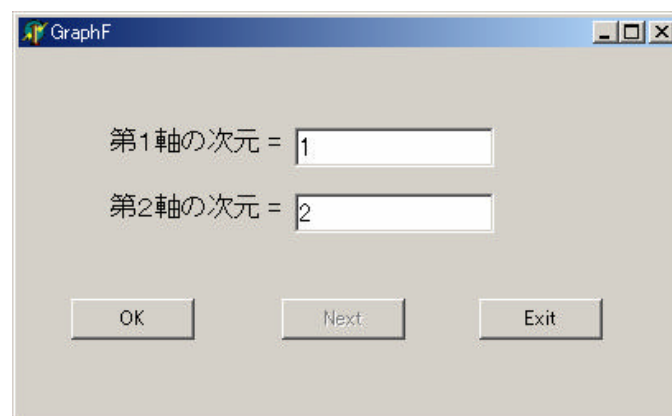 GraphF
第1軸の次元 = 1
第2軸の次元 = 2
OK Next Exit